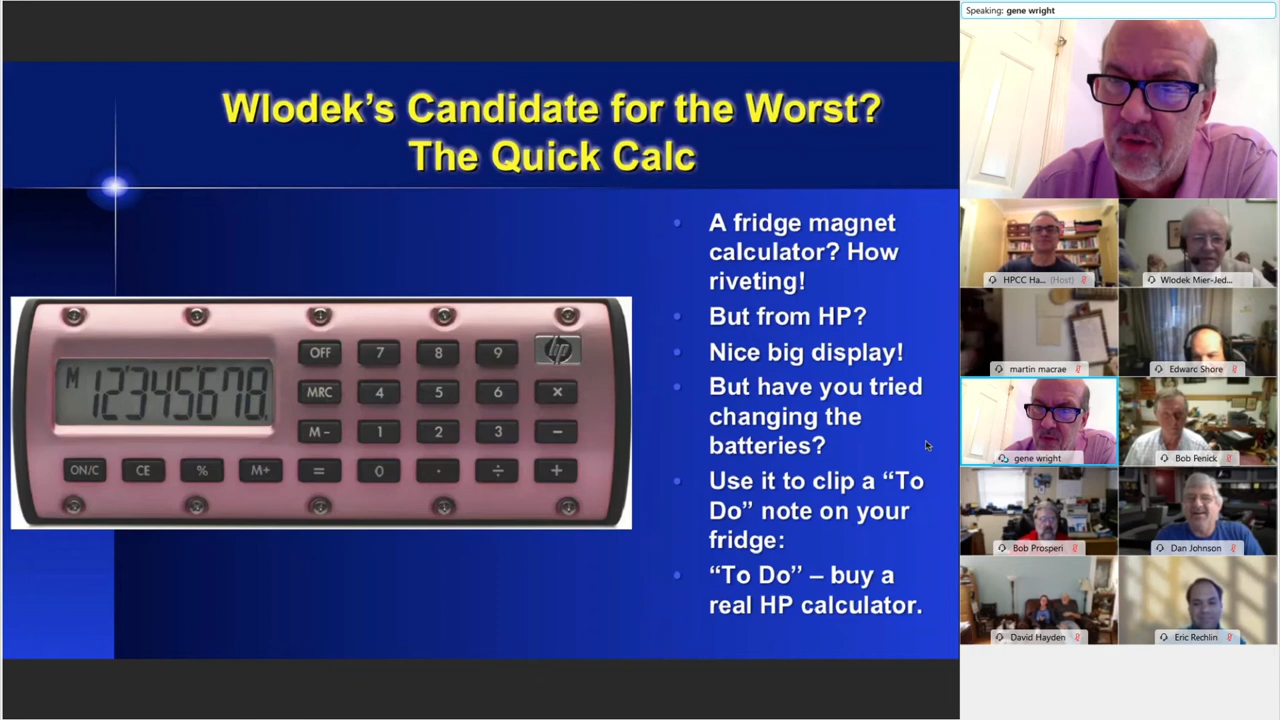 Speaking: gene wright
Wlodek’s Candidate for the Worst?
The Quick Calc
A fridge magnet
calculator? How
riveting!
But from HP?
Nice big display!
But have you tried
changing the
batteries?
Use it to clip a “To
Do” note on your
fridge:
“To Do” – buy a
real HP calculator.
M 12'345'678.
OFF 7 8 9 hp
MRC 4 5 6 ×
M- 1 2 3 −
ON/C CE % M+ = 0 · ÷ +
HPCC Ha... (Host)
Wlodek Mier-Jed...
martin macrae
Edward Shore
gene wright
Bob Fenick
Bob Prosperi
Dan Johnson
David Hayden
Eric Rechlin